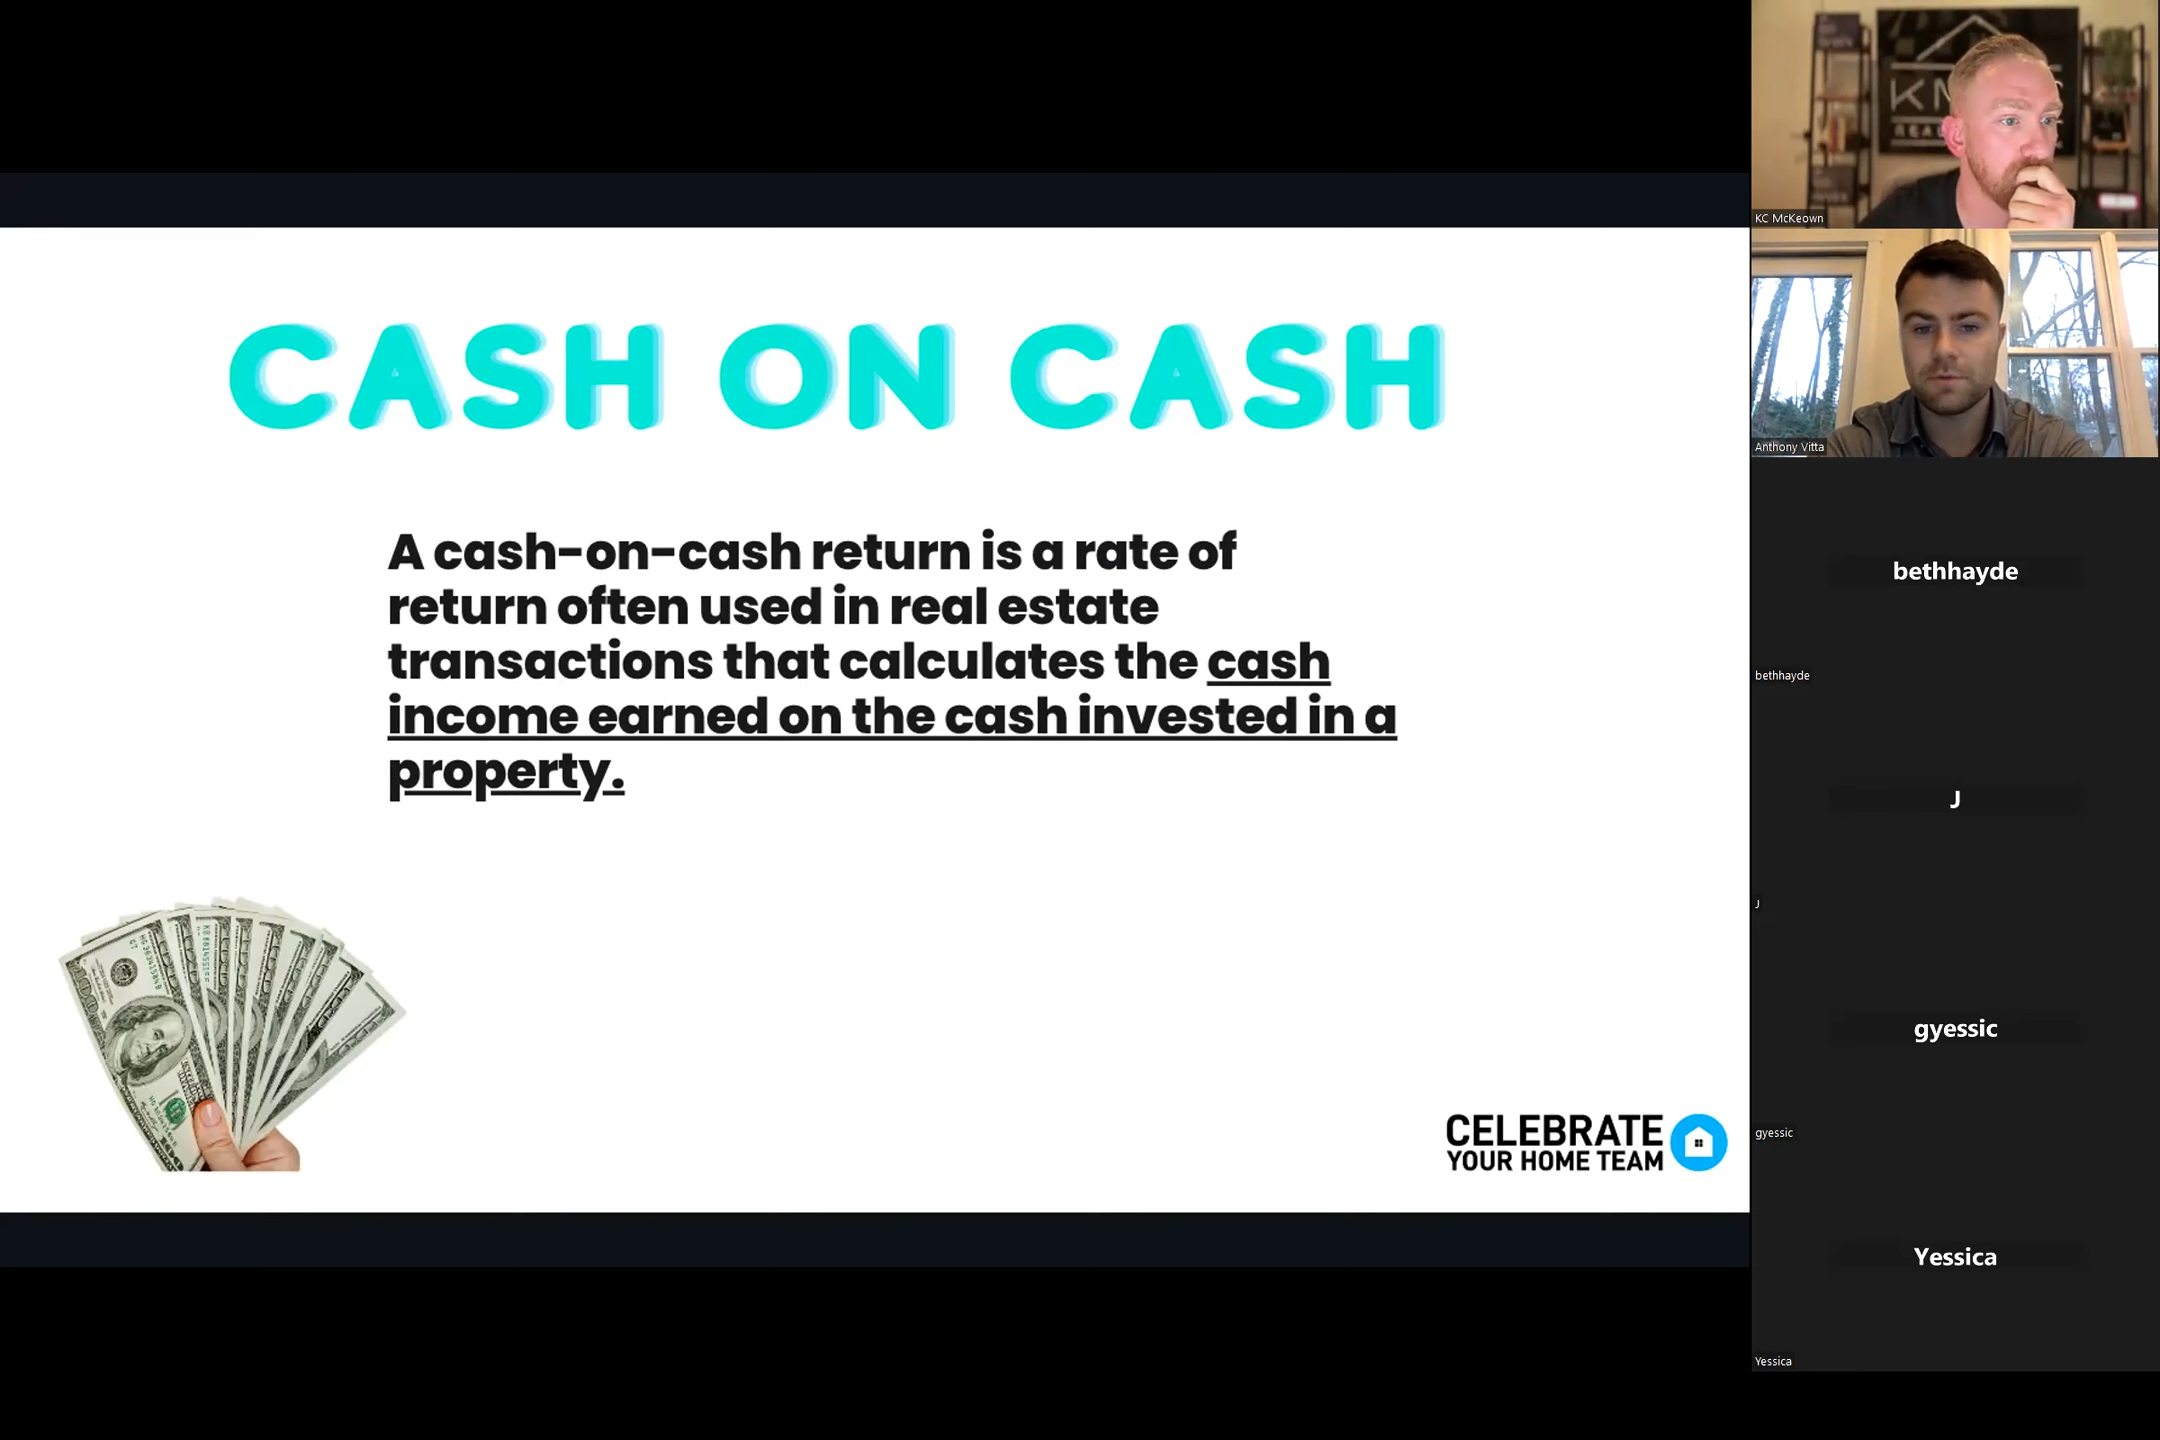 CASH ON CASH
A cash-on-cash return is a rate of
return often used in real estate
transactions that calculates the cash
income earned on the cash invested in a
property.
CELEBRATE
YOUR HOME TEAM
KC McKeown
Anthony Vitta
bethhayde
bethhayde
J
J
gyessic
gyessic
Yessica
Yessica